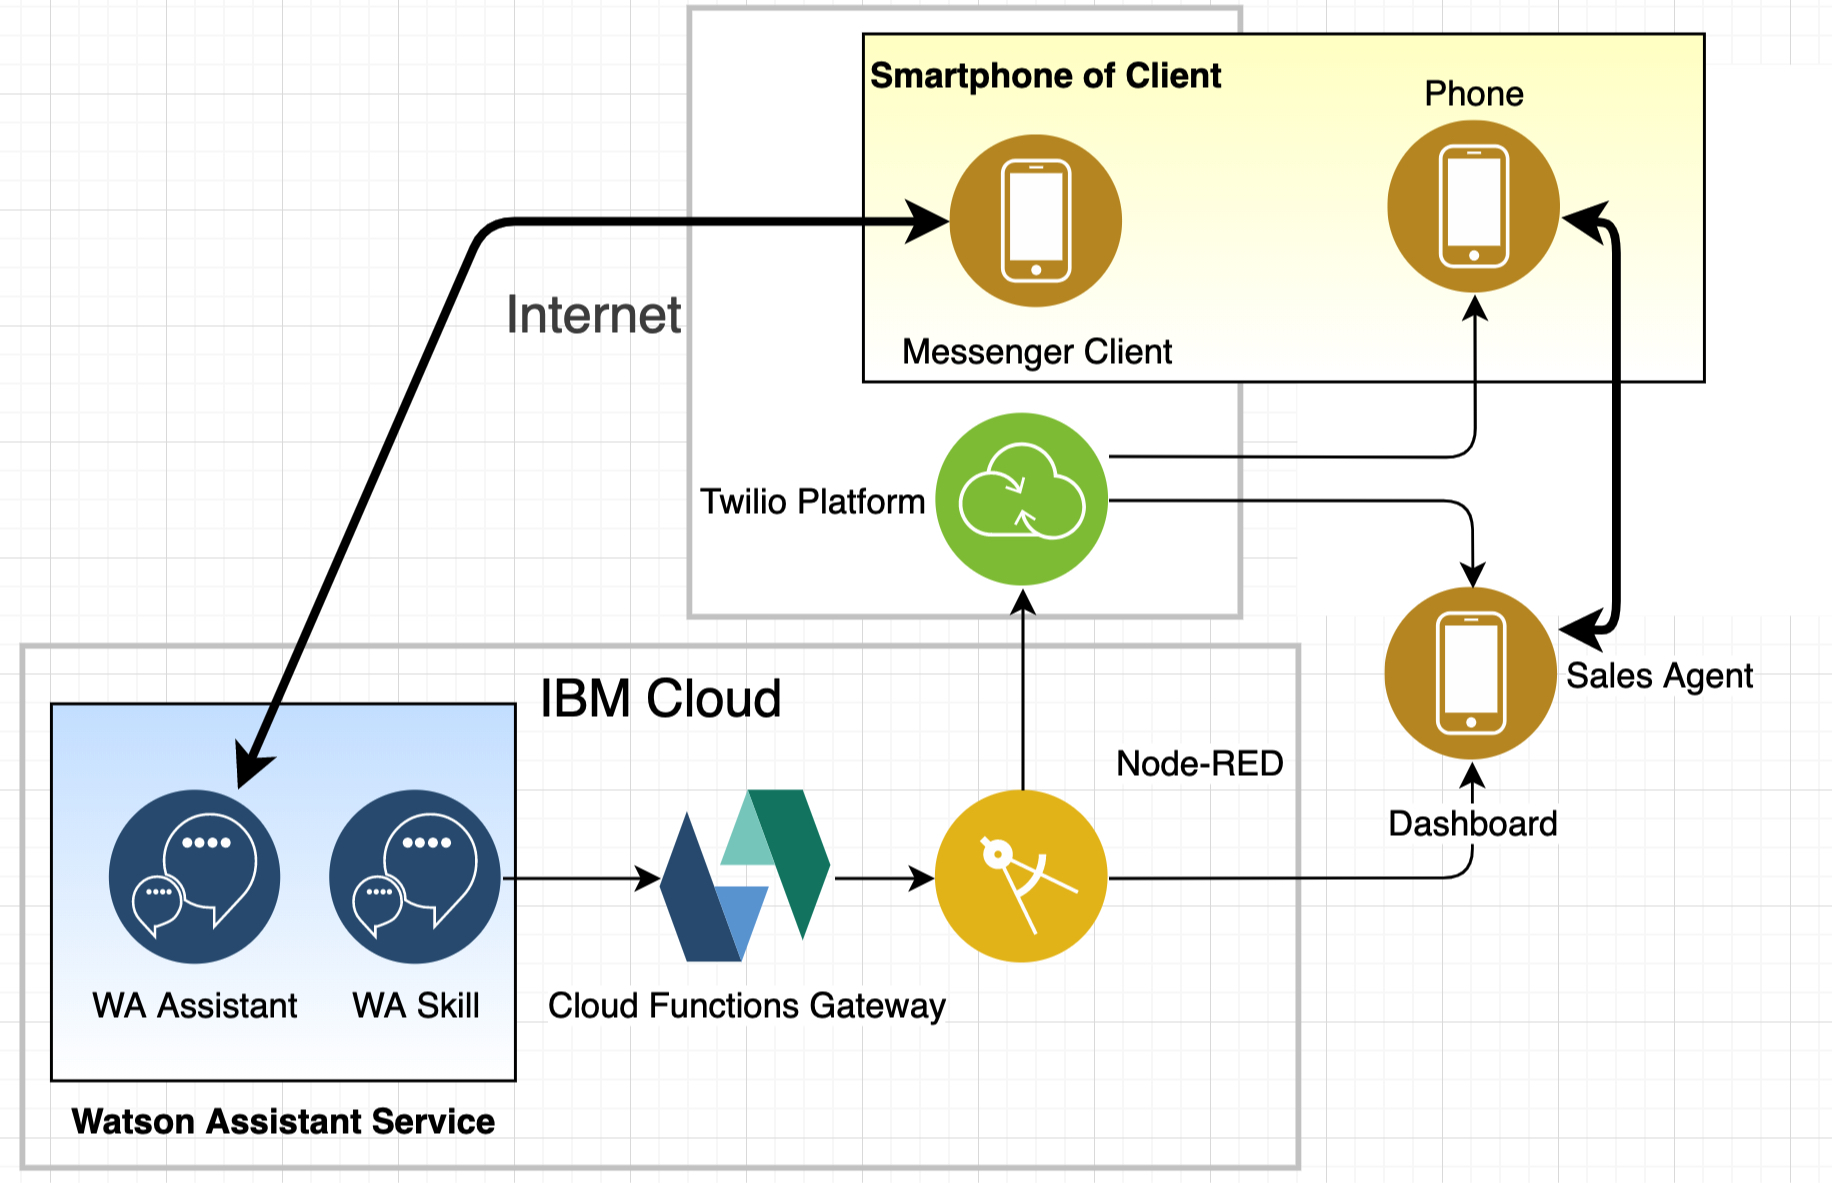 Smartphone of Client
Phone
Internet
Messenger Client
Twilio Platform
Sales Agent
IBM Cloud
Node-RED
Dashboard
WA Assistant
WA Skill
Cloud Functions Gateway
Watson Assistant Service